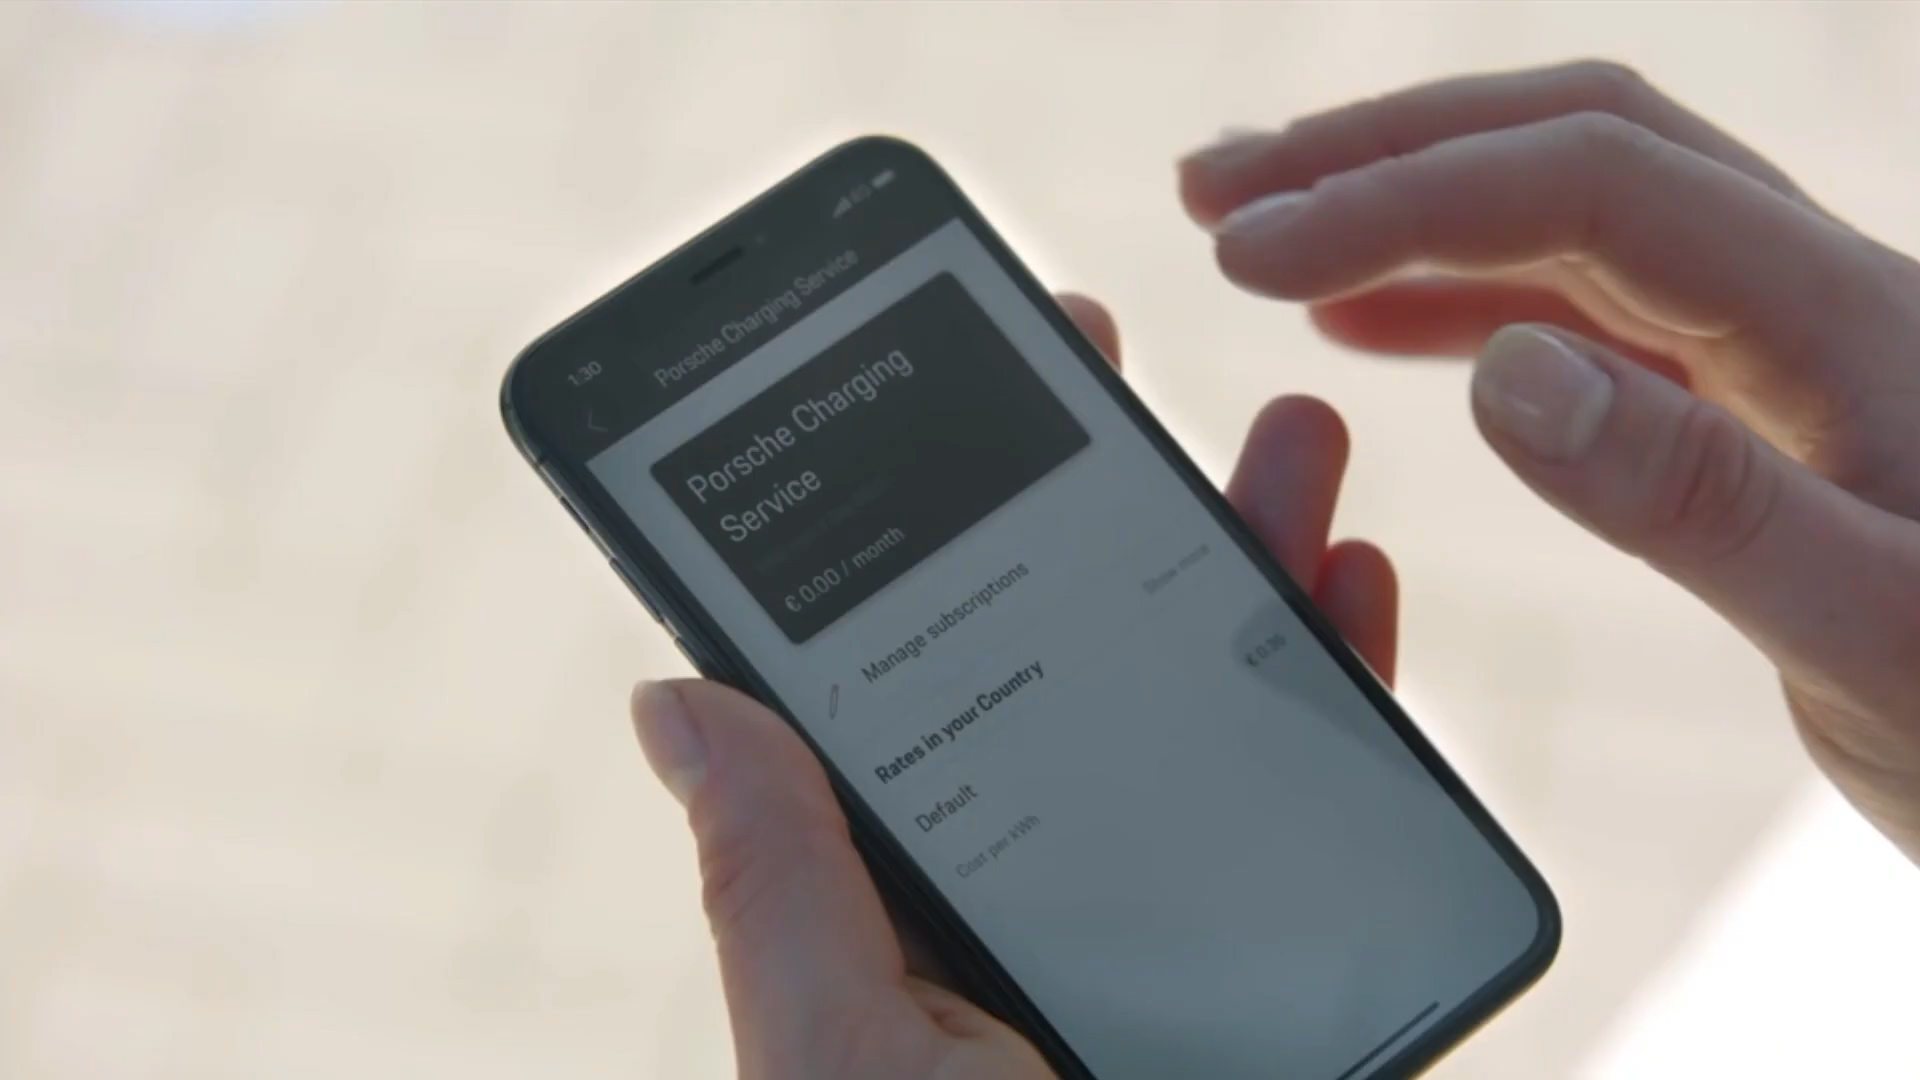 1:30
Porsche Charging Service
Porsche Charging
Service
€ 0.00 / month
Manage subscriptions
Show more
Rates in your Country
Default
€ 0.35
Cost per kWh